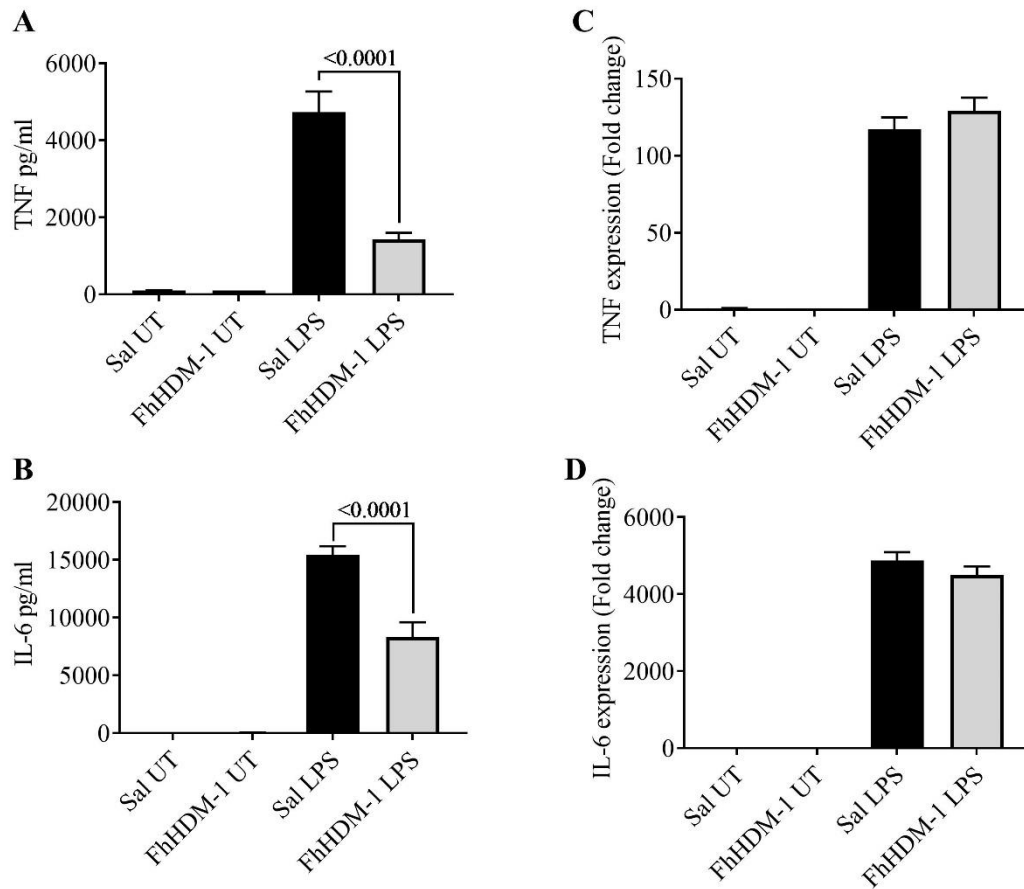 A
TNF pg/ml
6000
4000
2000
0
<0.0001
Sal UT
FhHDM-1 UT
Sal LPS
FhHDM-1 LPS
C
TNF expression (Fold change)
150
100
50
0
Sal UT
FhHDM-1 UT
Sal LPS
FhHDM-1 LPS
B
IL-6 pg/ml
20000
15000
10000
5000
0
<0.0001
Sal UT
FhHDM-1 UT
Sal LPS
FhHDM-1 LPS
D
IL-6 expression (Fold change)
6000
4000
2000
0
Sal UT
FhHDM-1 UT
Sal LPS
FhHDM-1 LPS